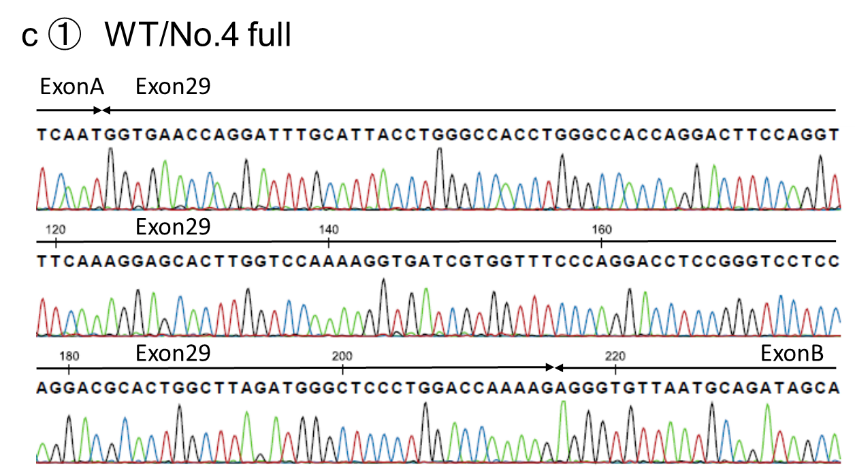 c ① WT/No.4 full
ExonA Exon29
TCAATGGTGAACCAGGATTTGCATTACCTGGGCCACCTGGGCCACCAGGACTTCCAGGT
120 Exon29 140 160
TTCAAAGGAGCACTTGGTCCAAAAGGTGATCGTGGTTTCCCAGGACCTCCGGGTCCTCC
180 Exon29 200 220 ExonB
AGGACGCACTGGCTTAGATGGGCTCCCTGGACCAAAAGAGGGTGTTAATGCAGATAGCA